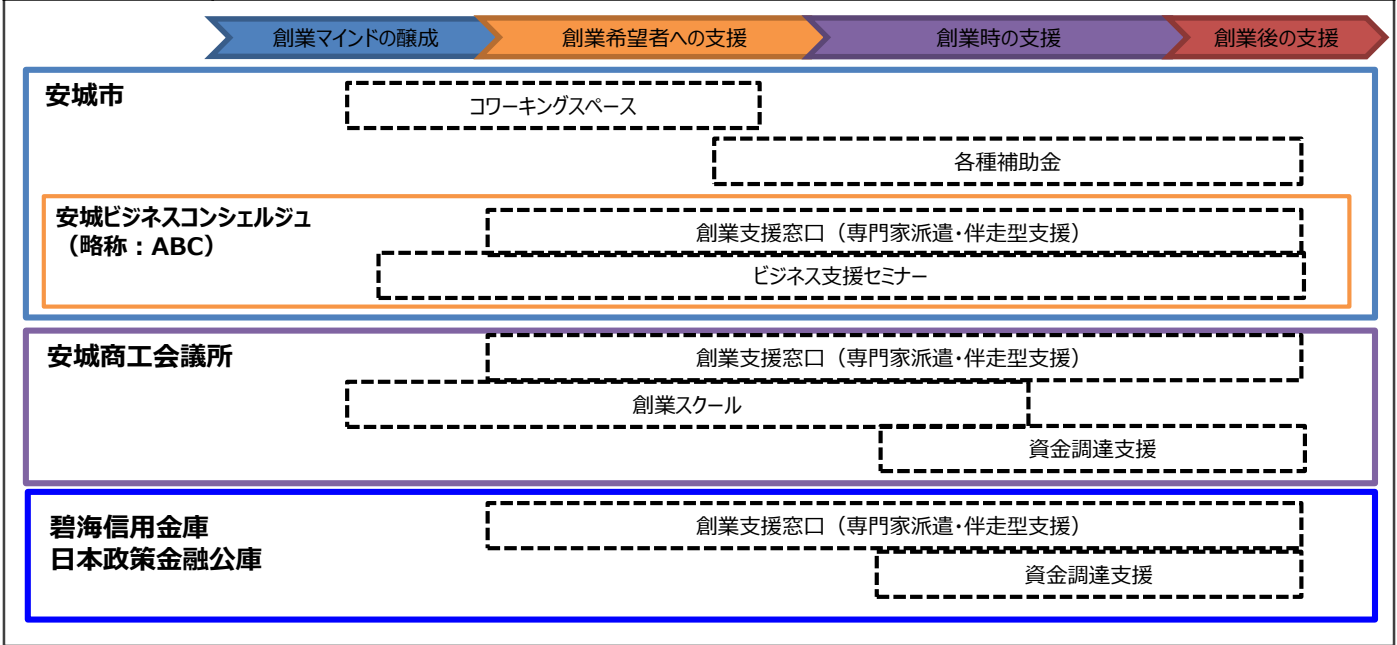 創業マインドの醸成
創業希望者への支援
創業時の支援
創業後の支援
安城市
コワーキングスペース
各種補助金
安城ビジネスコンシェルジュ
（略称：ABC）
創業支援窓口（専門家派遣・伴走型支援）
ビジネス支援セミナー
安城商工会議所
創業支援窓口（専門家派遣・伴走型支援）
創業スクール
資金調達支援
碧海信用金庫
日本政策金融公庫
創業支援窓口（専門家派遣・伴走型支援）
資金調達支援